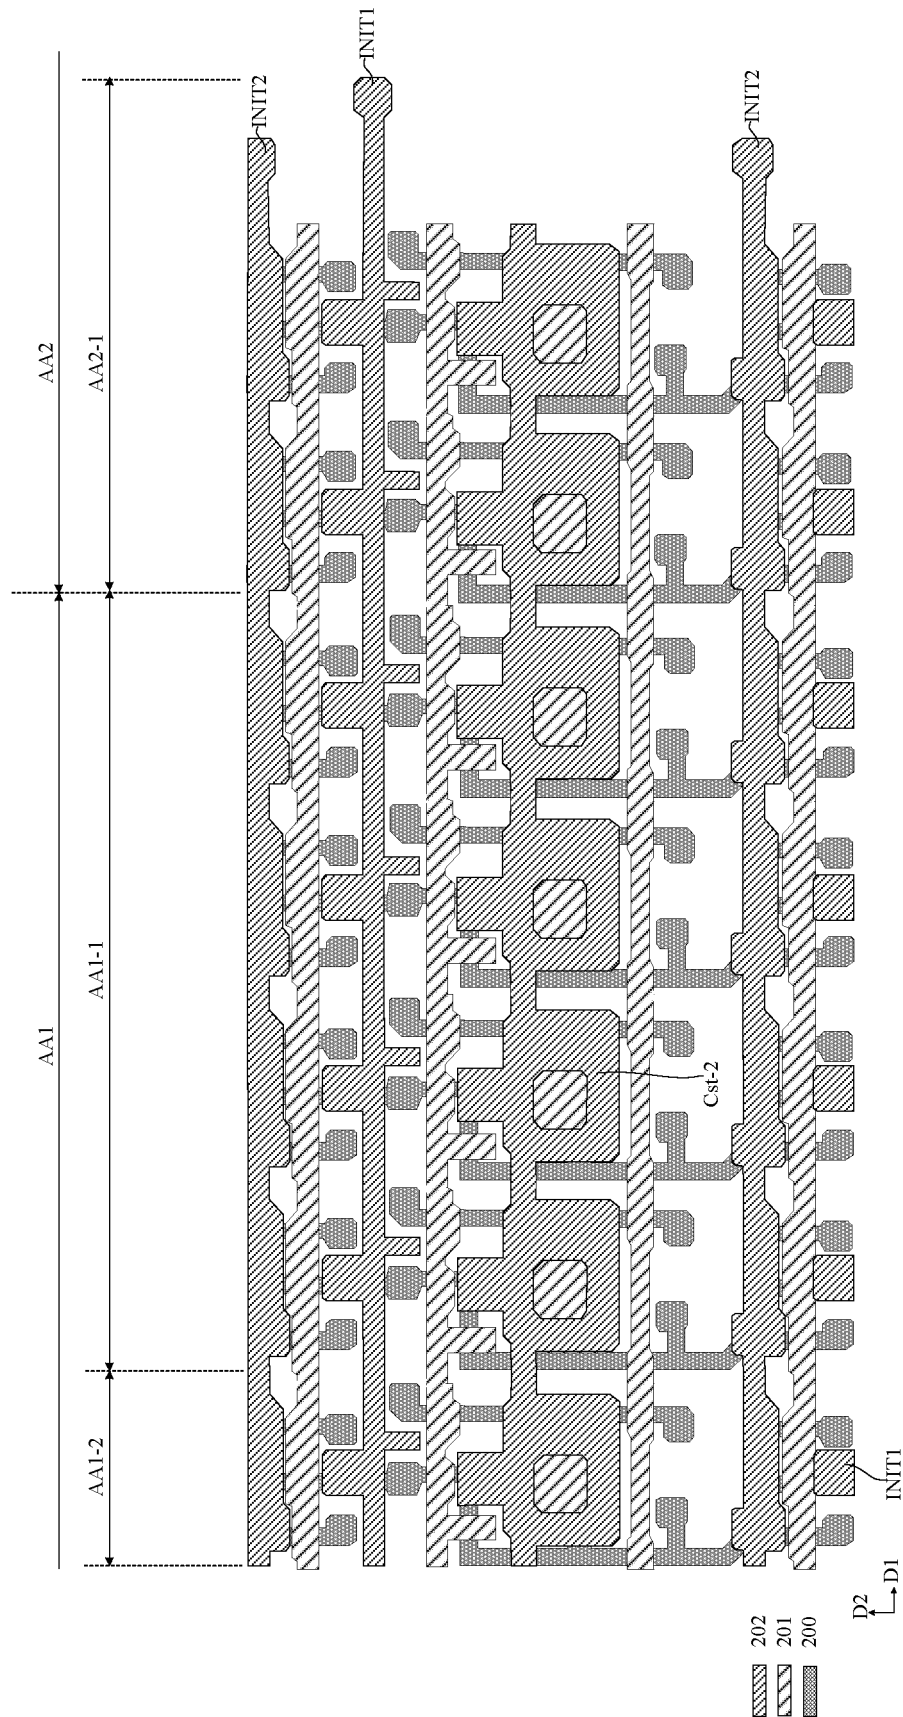 AA1
AA2
AA1-2
AA1-1
AA2-1
INIT2
INIT1
Cst-2
INIT2
INIT1
D2
D1
202
201
200